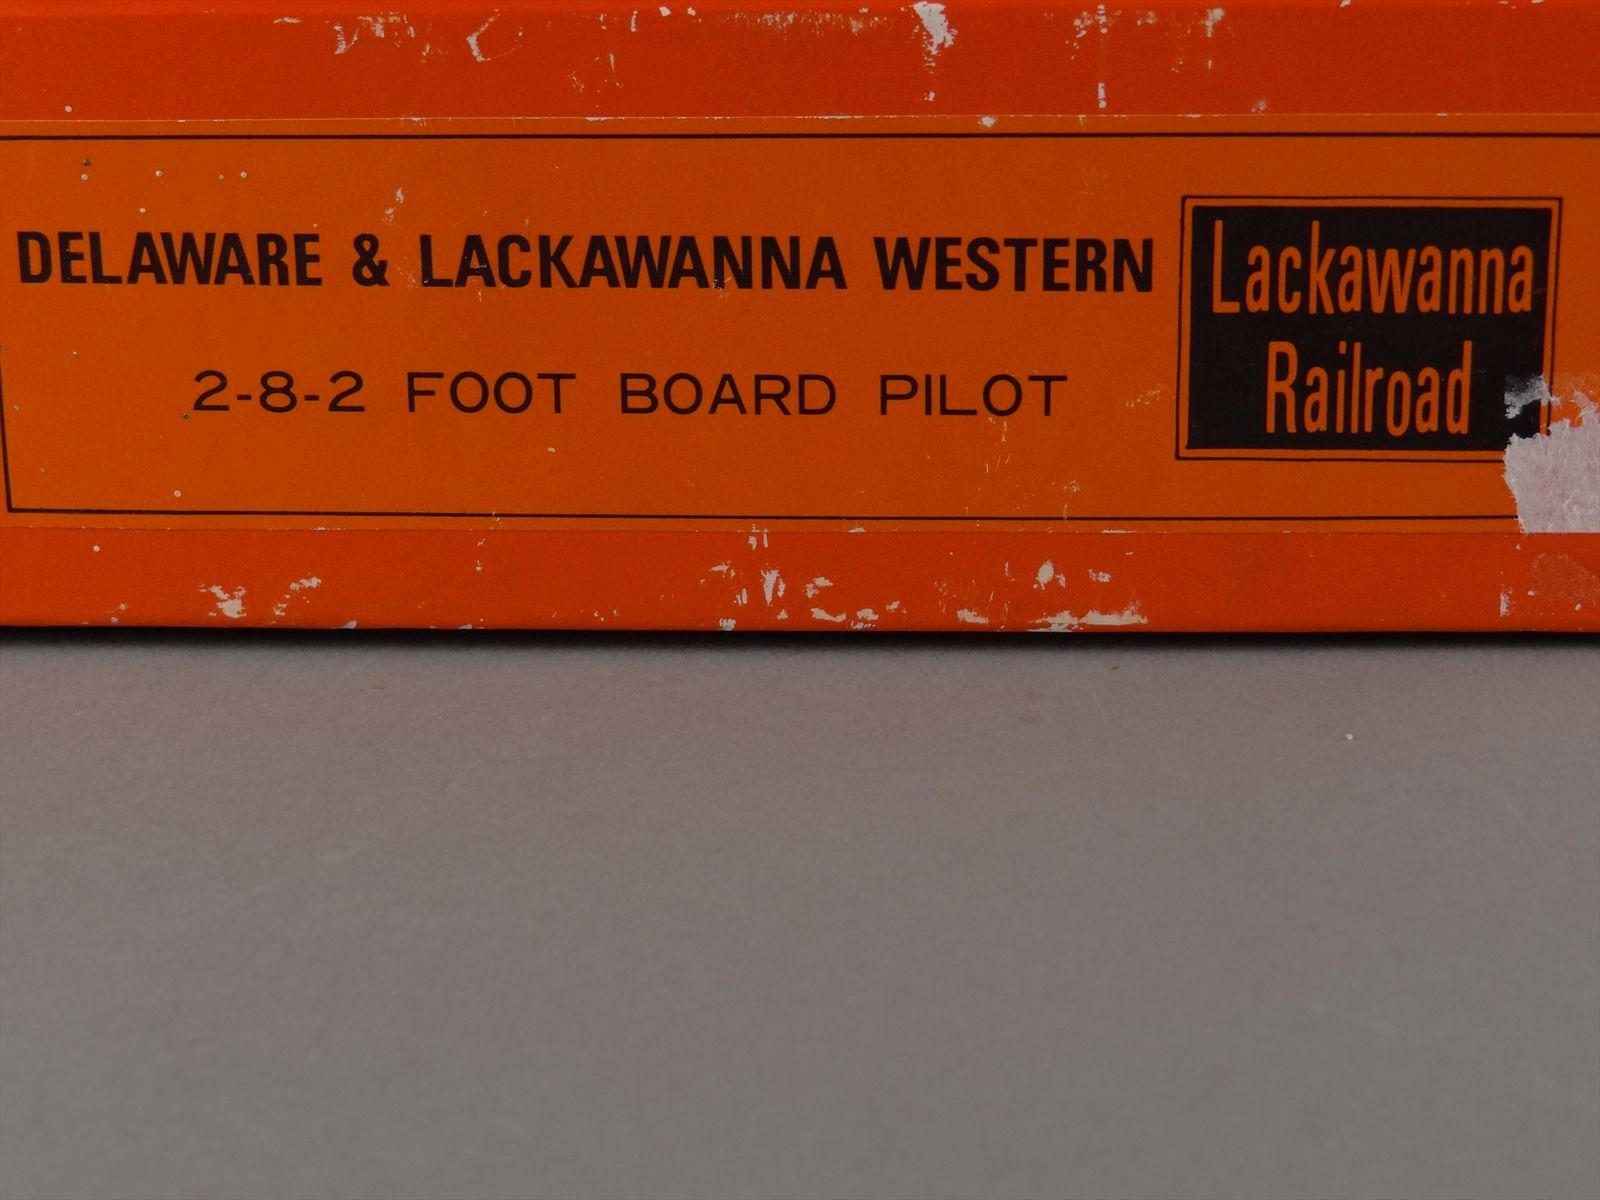 DELAWARE & LACKAWANNA WESTERN
2-8-2 FOOT BOARD PILOT
Lackawanna
Railroad